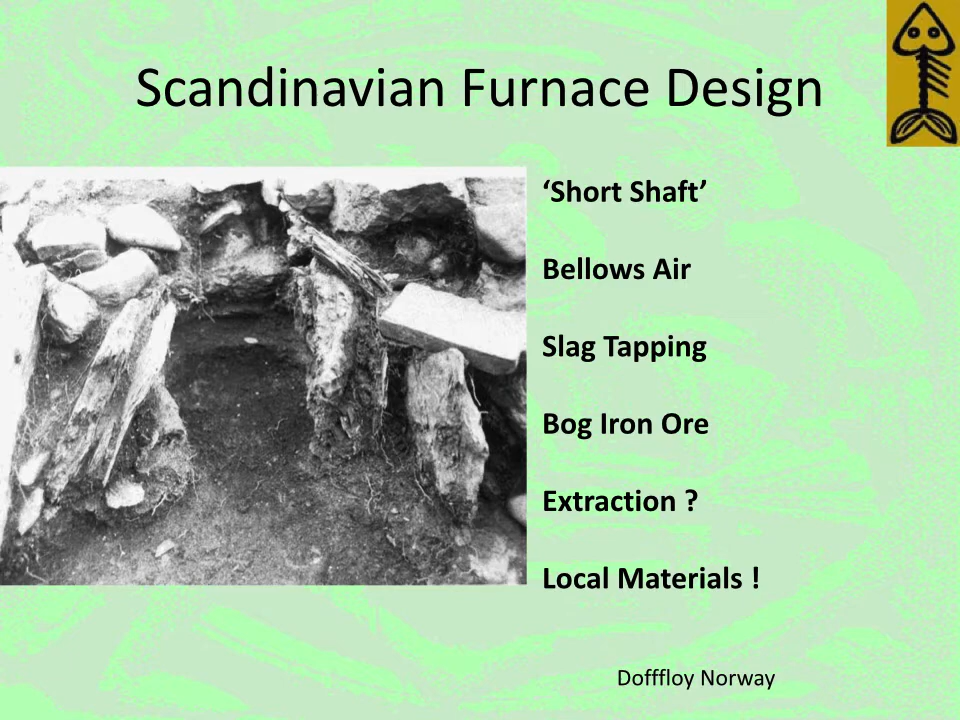 Scandinavian Furnace Design
‘Short Shaft’
Bellows Air
Slag Tapping
Bog Iron Ore
Extraction ?
Local Materials !
Dofffloy Norway